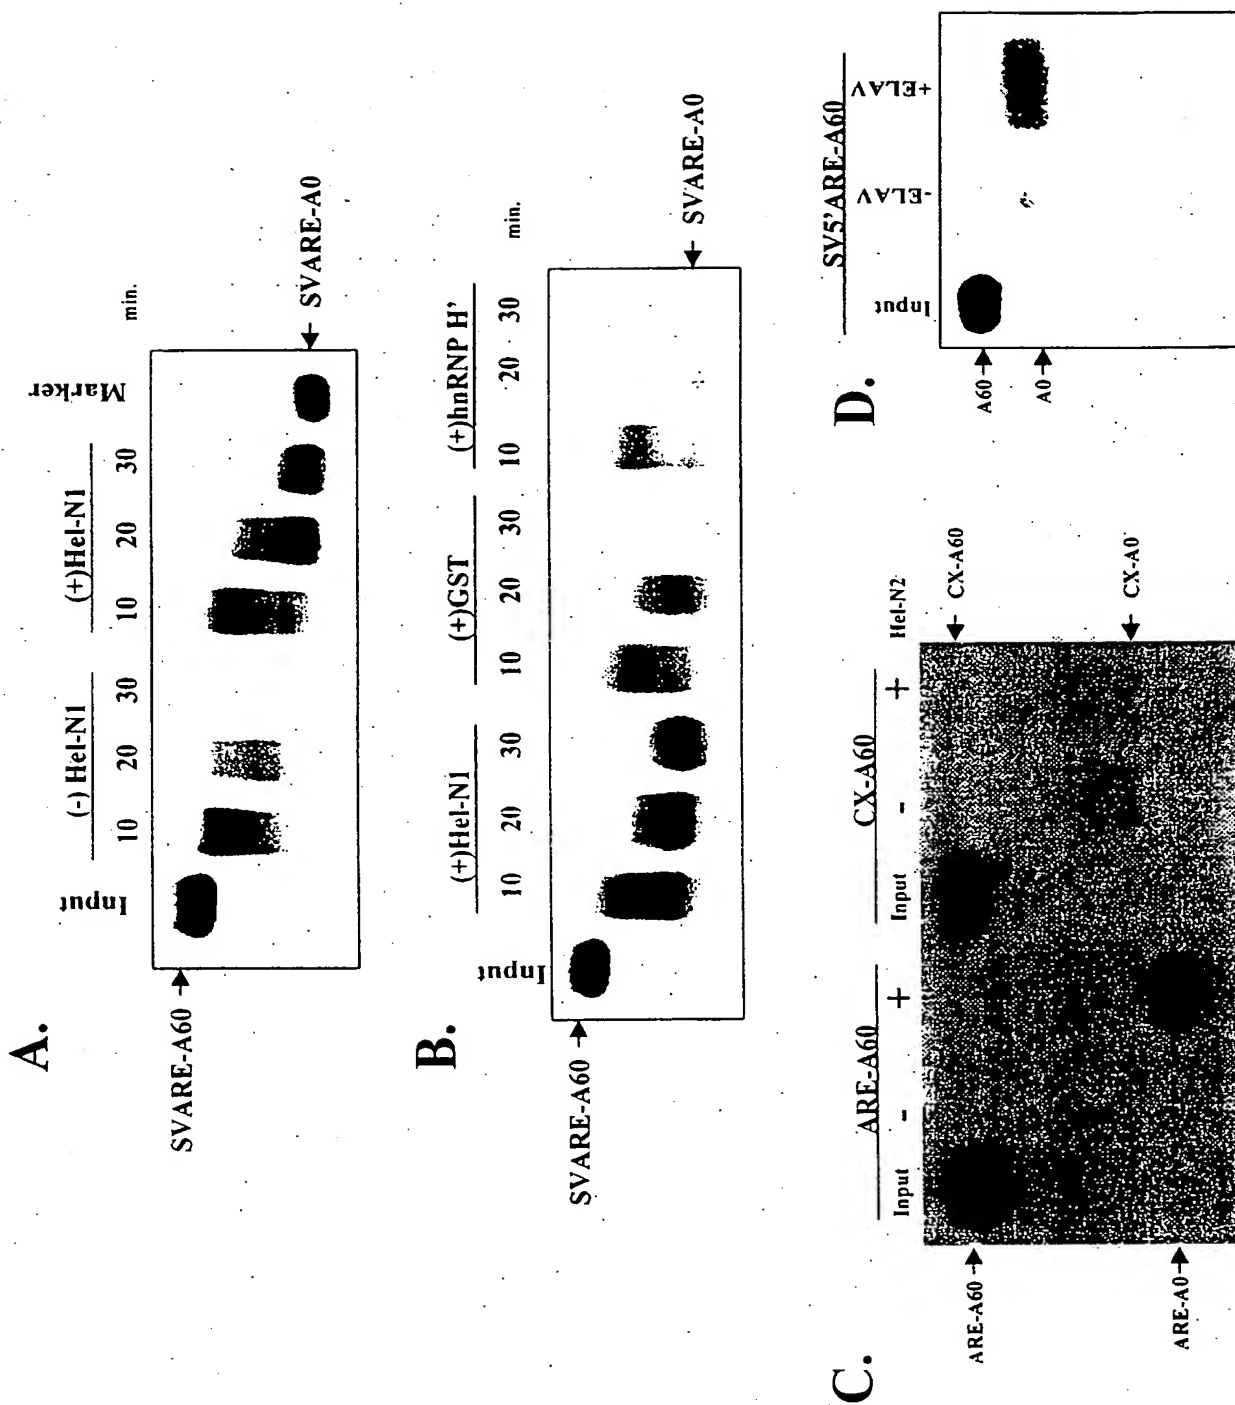 A.
min.
Input
(-) Hel-N1
(+)Hel-N1
Marker
10 20 30 10 20 30
SVARE-A60
SVARE-A0
B.
min.
Input
(+)Hel-N1
(+)GST
(+)hnRNP H'
10 20 30 10 20 30 10 20 30
SVARE-A60
SVARE-A0
C.
ARE-A60
CX-A60
Input - + Input - + Hel-N2
ARE-A60
ARE-A0
CX-A60
CX-A0
D.
SV5'ARE-A60
Input -ELAV +ELAV
A60
A0